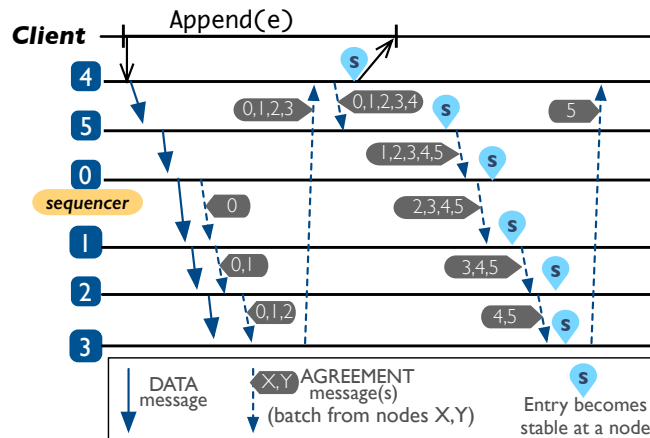 Append(e)
Client
S
4
0,1,2,3
0,1,2,3,4
5
S
5
1,2,3,4,5
S
0
sequencer
0
2,3,4,5
S
1
0,1
3,4,5
S
2
0,1,2
4,5
S
3
DATA
message
X,Y
AGREEMENT
message(s)
(batch from nodes X,Y)
S
Entry becomes
stable at a node